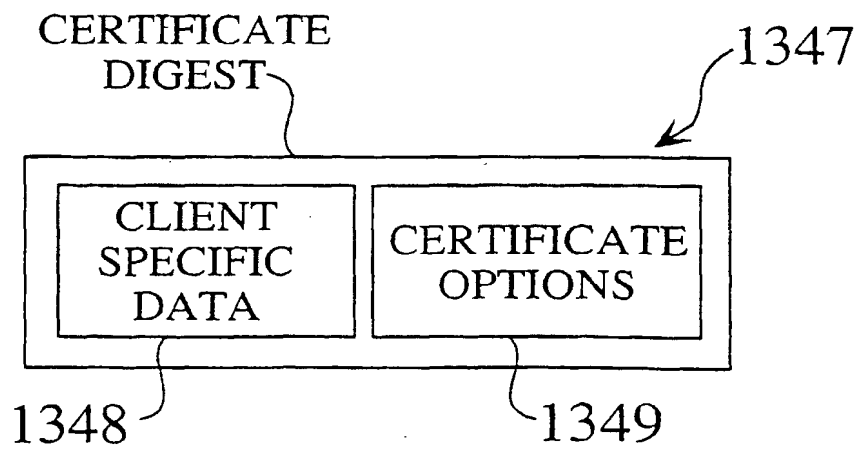 CERTIFICATE
DIGEST
1347
CLIENT
SPECIFIC
DATA
CERTIFICATE
OPTIONS
1348
1349